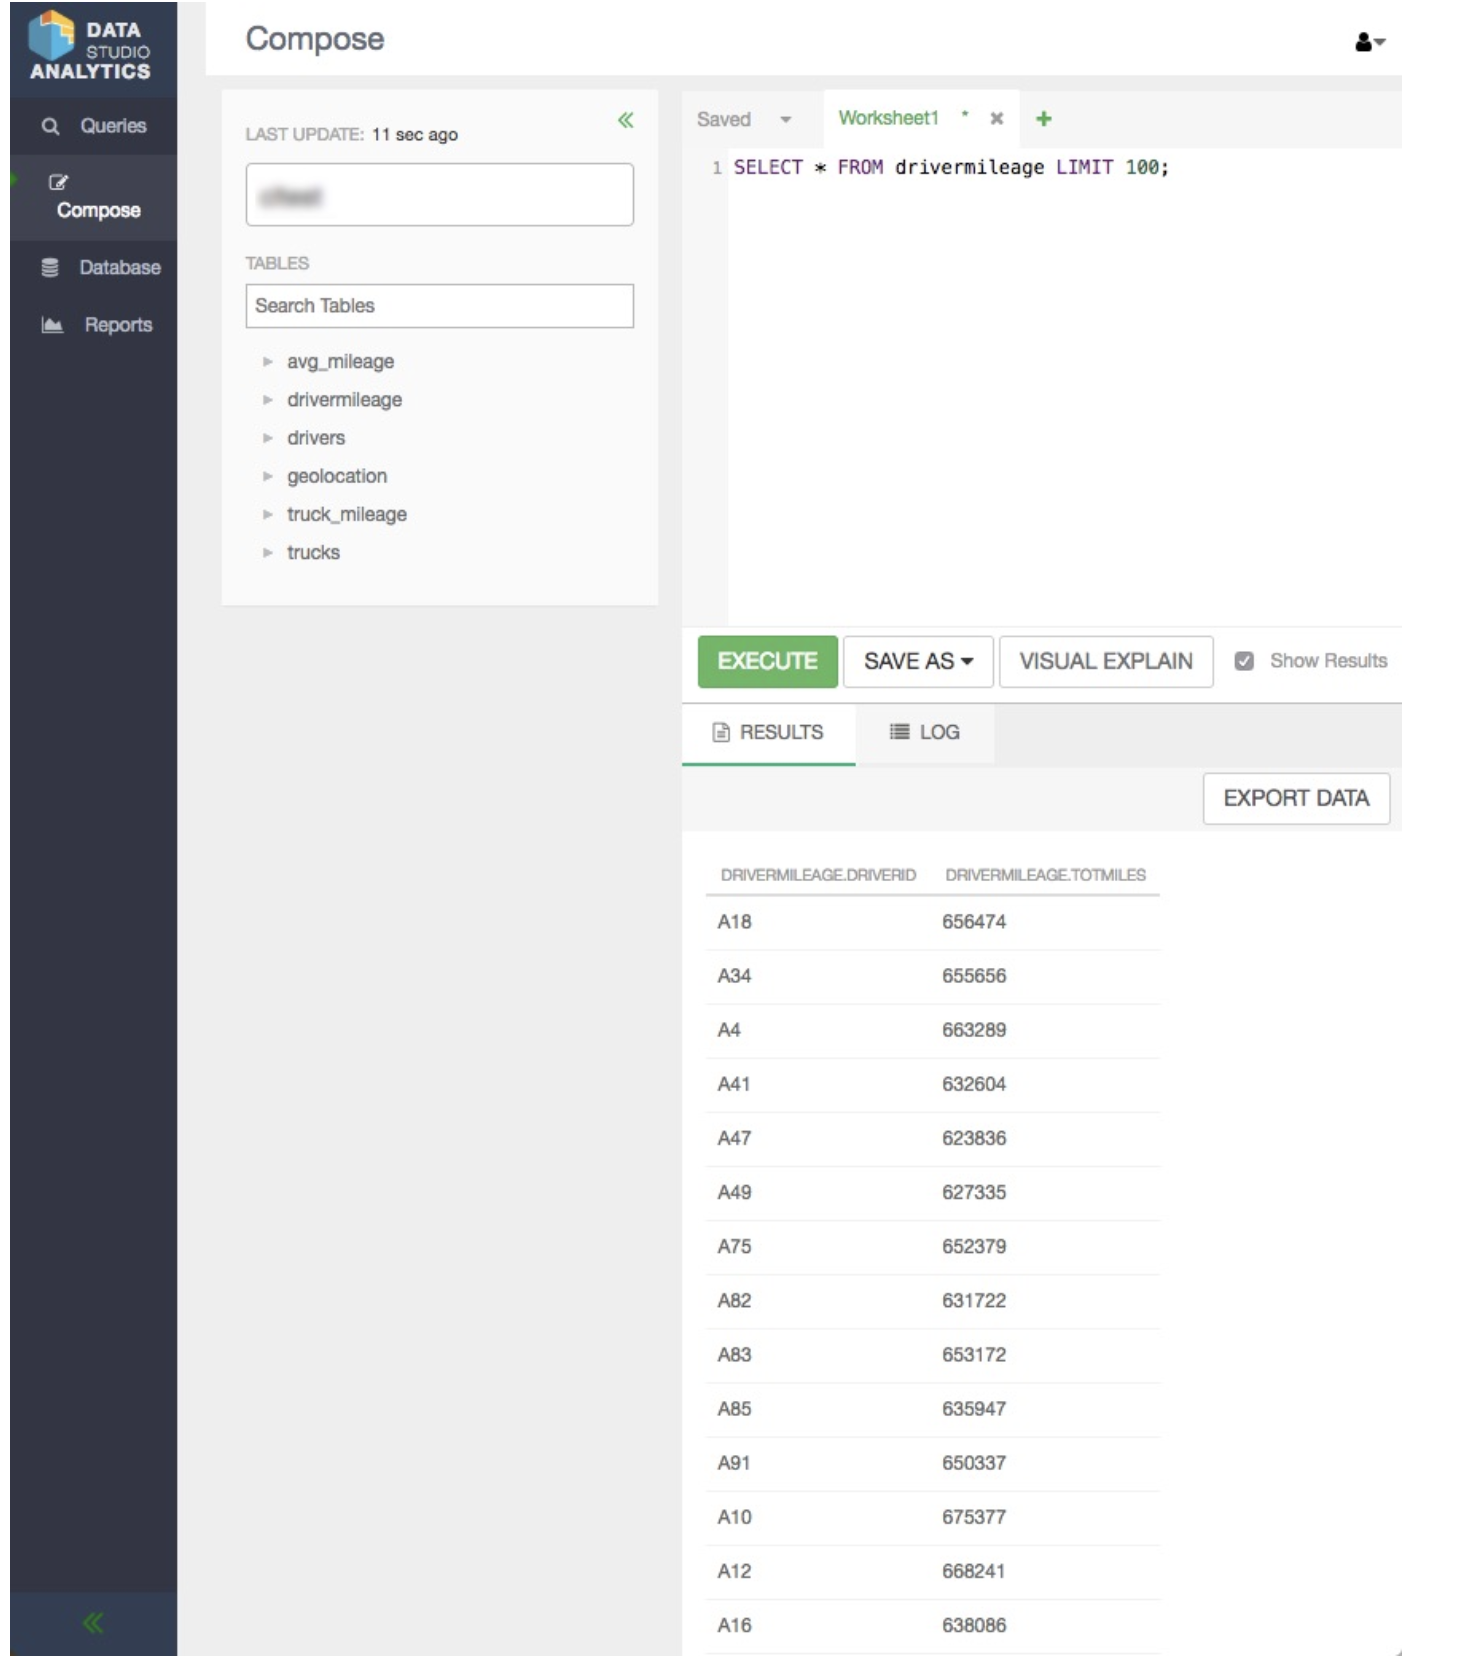 DATA
STUDIO
ANALYTICS
Queries
Compose
Database
Reports
Compose
LAST UPDATE: 11 sec ago
TABLES
Search Tables
avg_mileage
drivermileage
drivers
geolocation
truck_mileage
trucks
Saved
Worksheet1 *
1 SELECT * FROM drivermileage LIMIT 100;
EXECUTE SAVE AS VISUAL EXPLAIN Show Results
RESULTS LOG
EXPORT DATA
DRIVERMILEAGE.DRIVERID DRIVERMILEAGE.TOTMILES
A18 656474
A34 655656
A4 663289
A41 632604
A47 623836
A49 627335
A75 652379
A82 631722
A83 653172
A85 635947
A91 650337
A10 675377
A12 668241
A16 638086